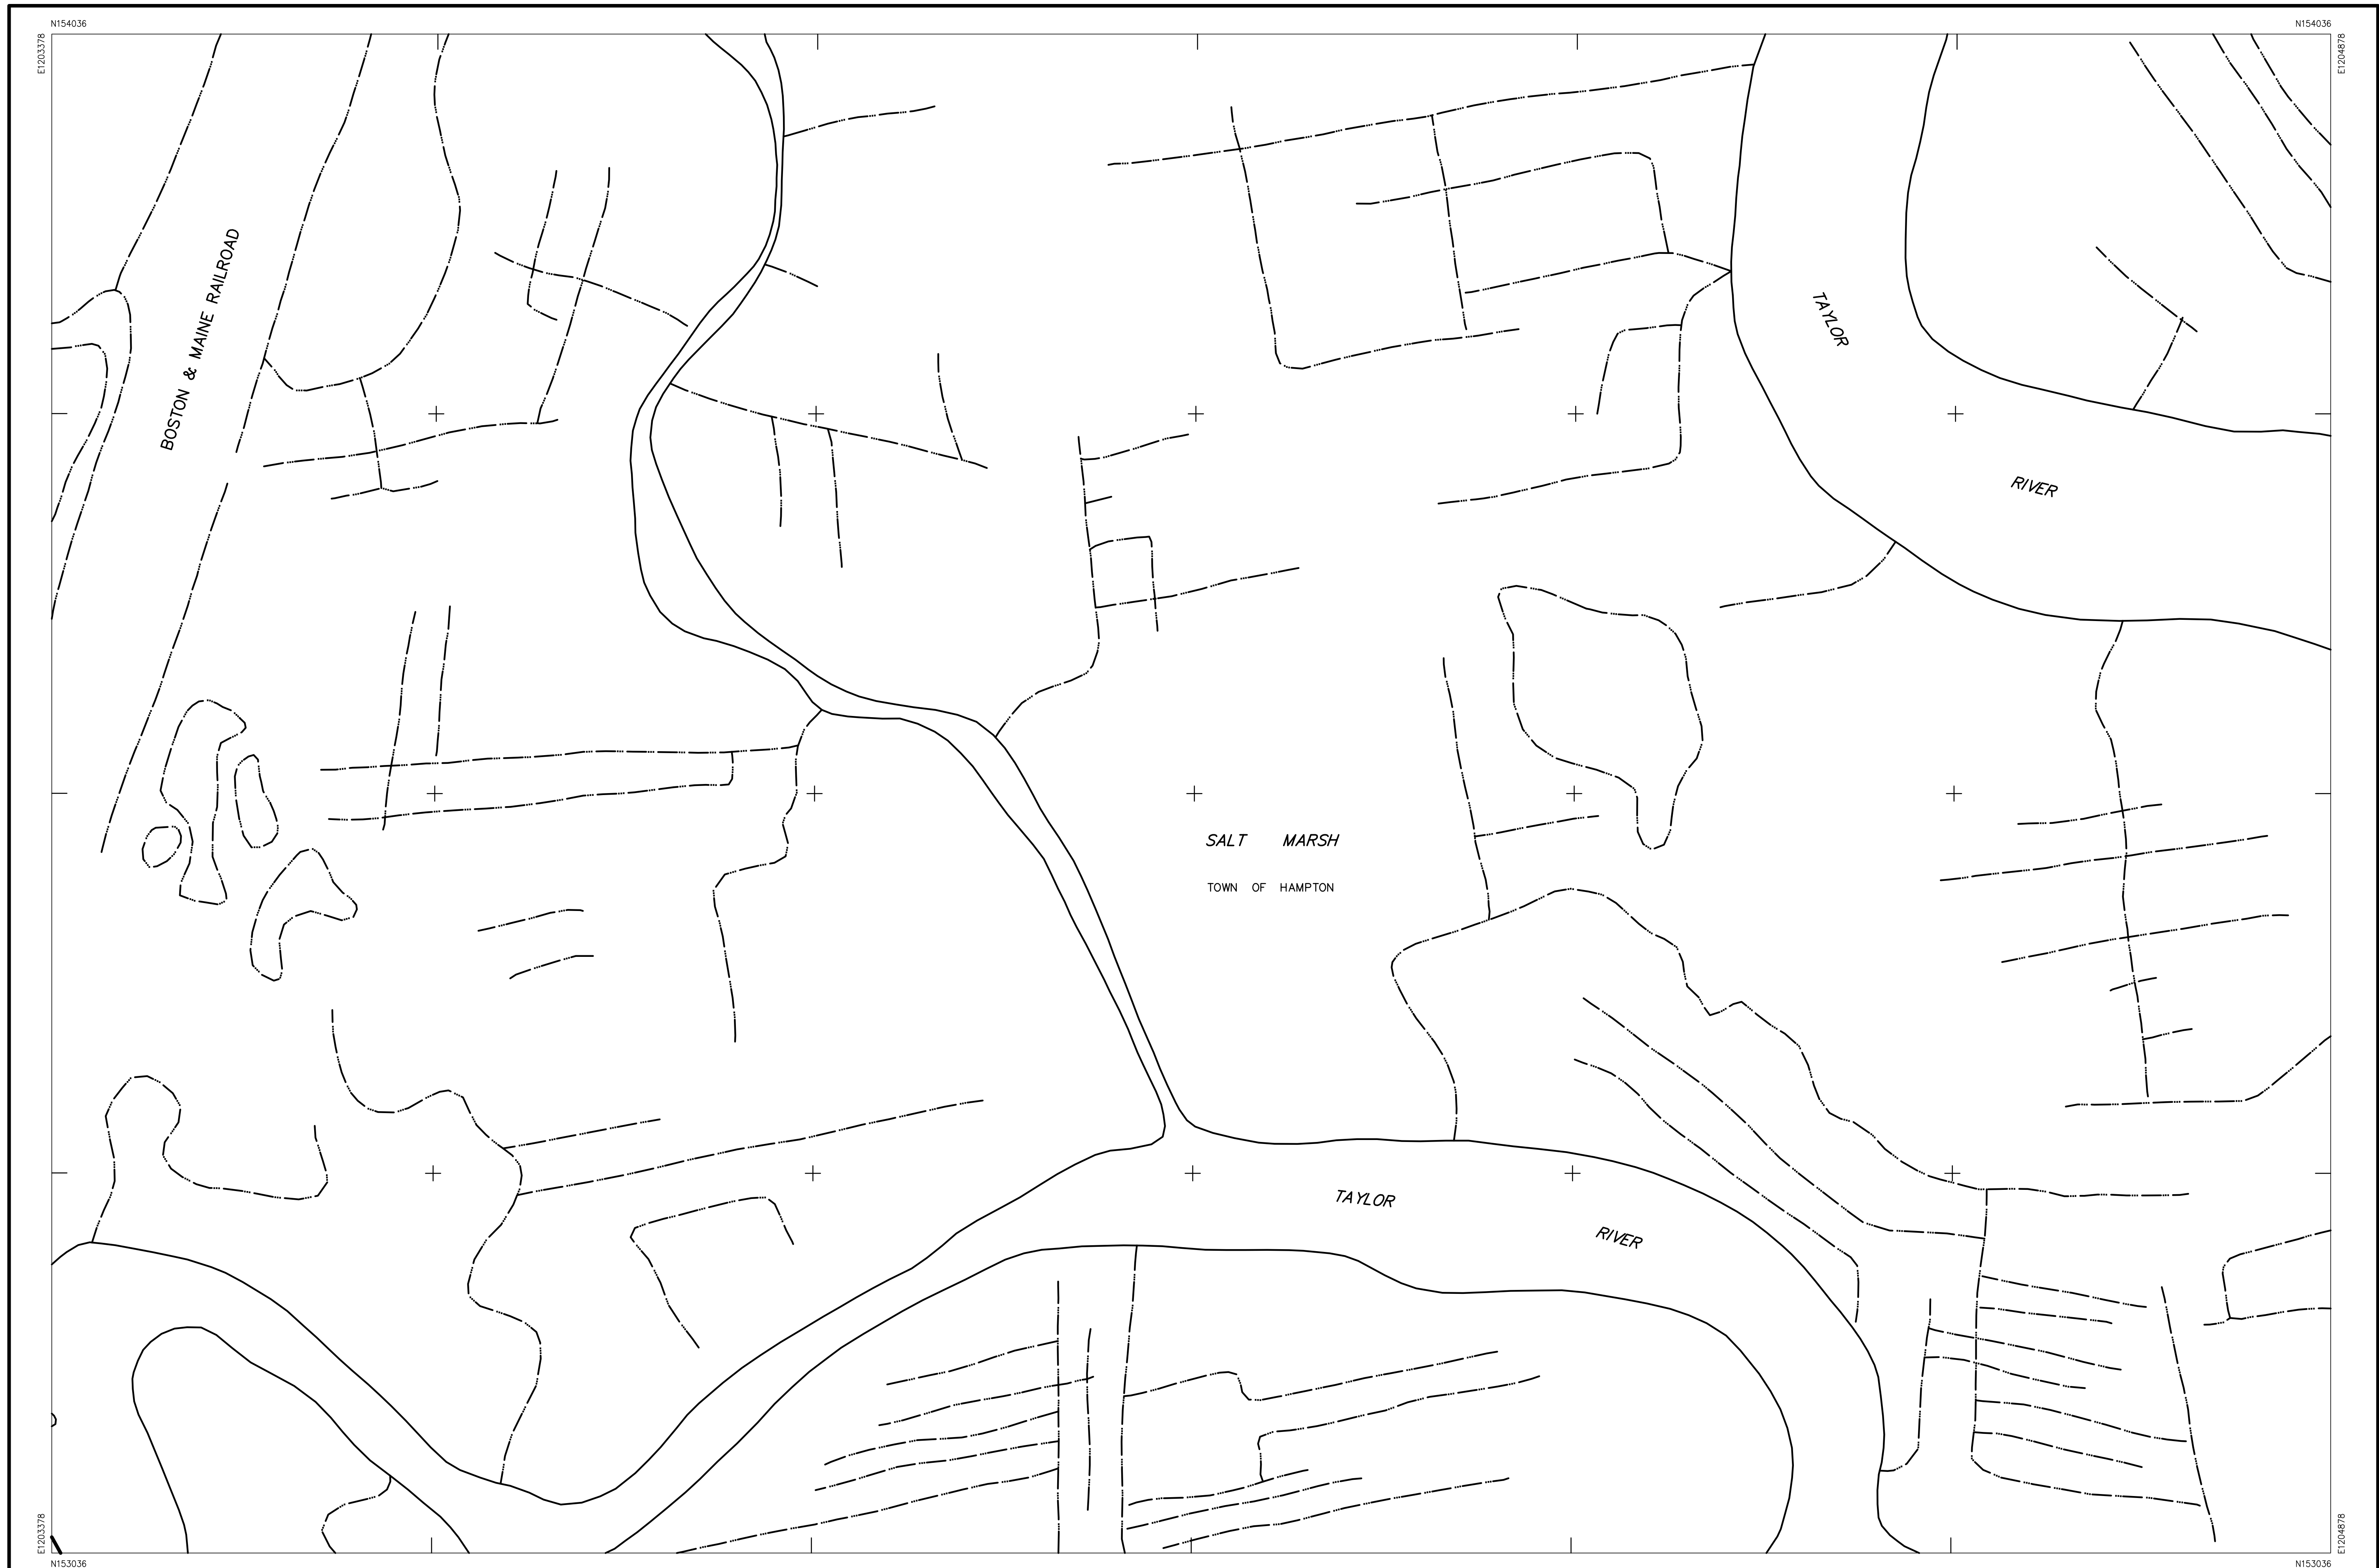 N154036
N154036
E1203378
E1204878
BOSTON & MAINE RAILROAD
TAYLOR
RIVER
SALT MARSH
TOWN OF HAMPTON
TAYLOR
RIVER
E1203378
E1204878
N153036
N153036